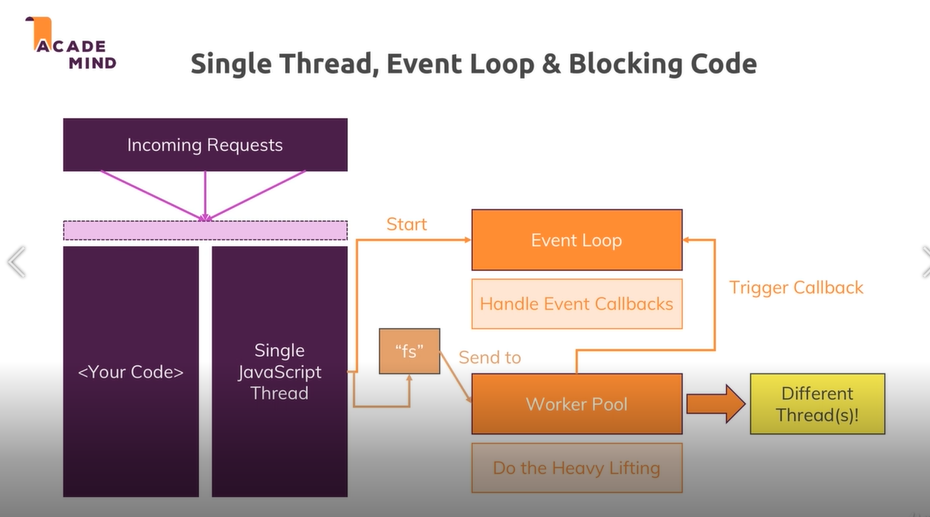 ACADE
MIND
Single Thread, Event Loop & Blocking Code
Incoming Requests
Start
Event Loop
Trigger Callback
Handle Event Callbacks
<Your Code>
Single
JavaScript
Thread
“fs”
Send to
Worker Pool
Different
Thread(s)!
Do the Heavy Lifting